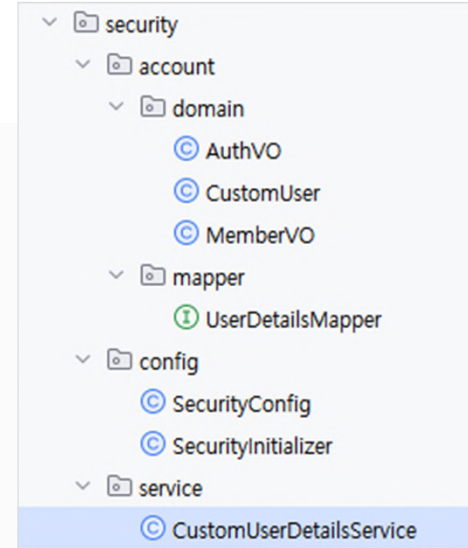 security
account
domain
AuthVO
CustomUser
MemberVO
mapper
UserDetailsMapper
config
SecurityConfig
SecurityInitializer
service
CustomUserDetailsService